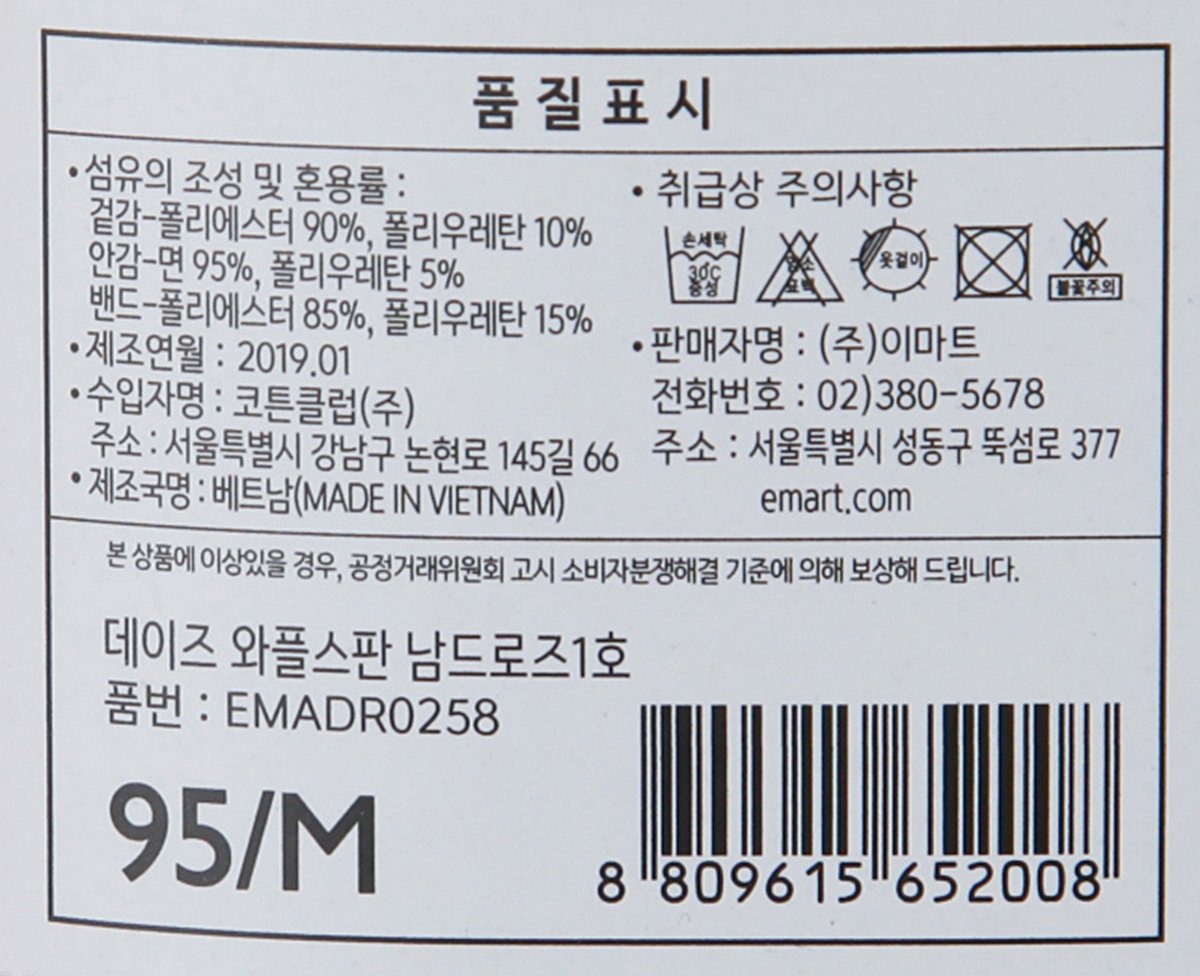 품질표시
•섬유의 조성 및 혼용률 :
겉감-폴리에스터 90%, 폴리우레탄 10%
안감-면 95%, 폴리우레탄 5%
밴드-폴리에스터 85%, 폴리우레탄 15%
•제조연월 : 2019.01
•수입자명 : 코튼클럽(주)
주소 : 서울특별시 강남구 논현로 145길 66
•제조국명 : 베트남(MADE IN VIETNAM)
• 취급상 주의사항
손세탁
30℃
중성
염소
표백
옷걸이
불꽃주의
•판매자명 : (주)이마트
전화번호 : 02)380-5678
주소 : 서울특별시 성동구 뚝섬로 377
emart.com
본 상품에 이상있을 경우, 공정거래위원회 고시 소비자분쟁해결 기준에 의해 보상해 드립니다.
데이즈 와플스판 남드로즈1호
품번 : EMADR0258
95/M
8 809615 652008